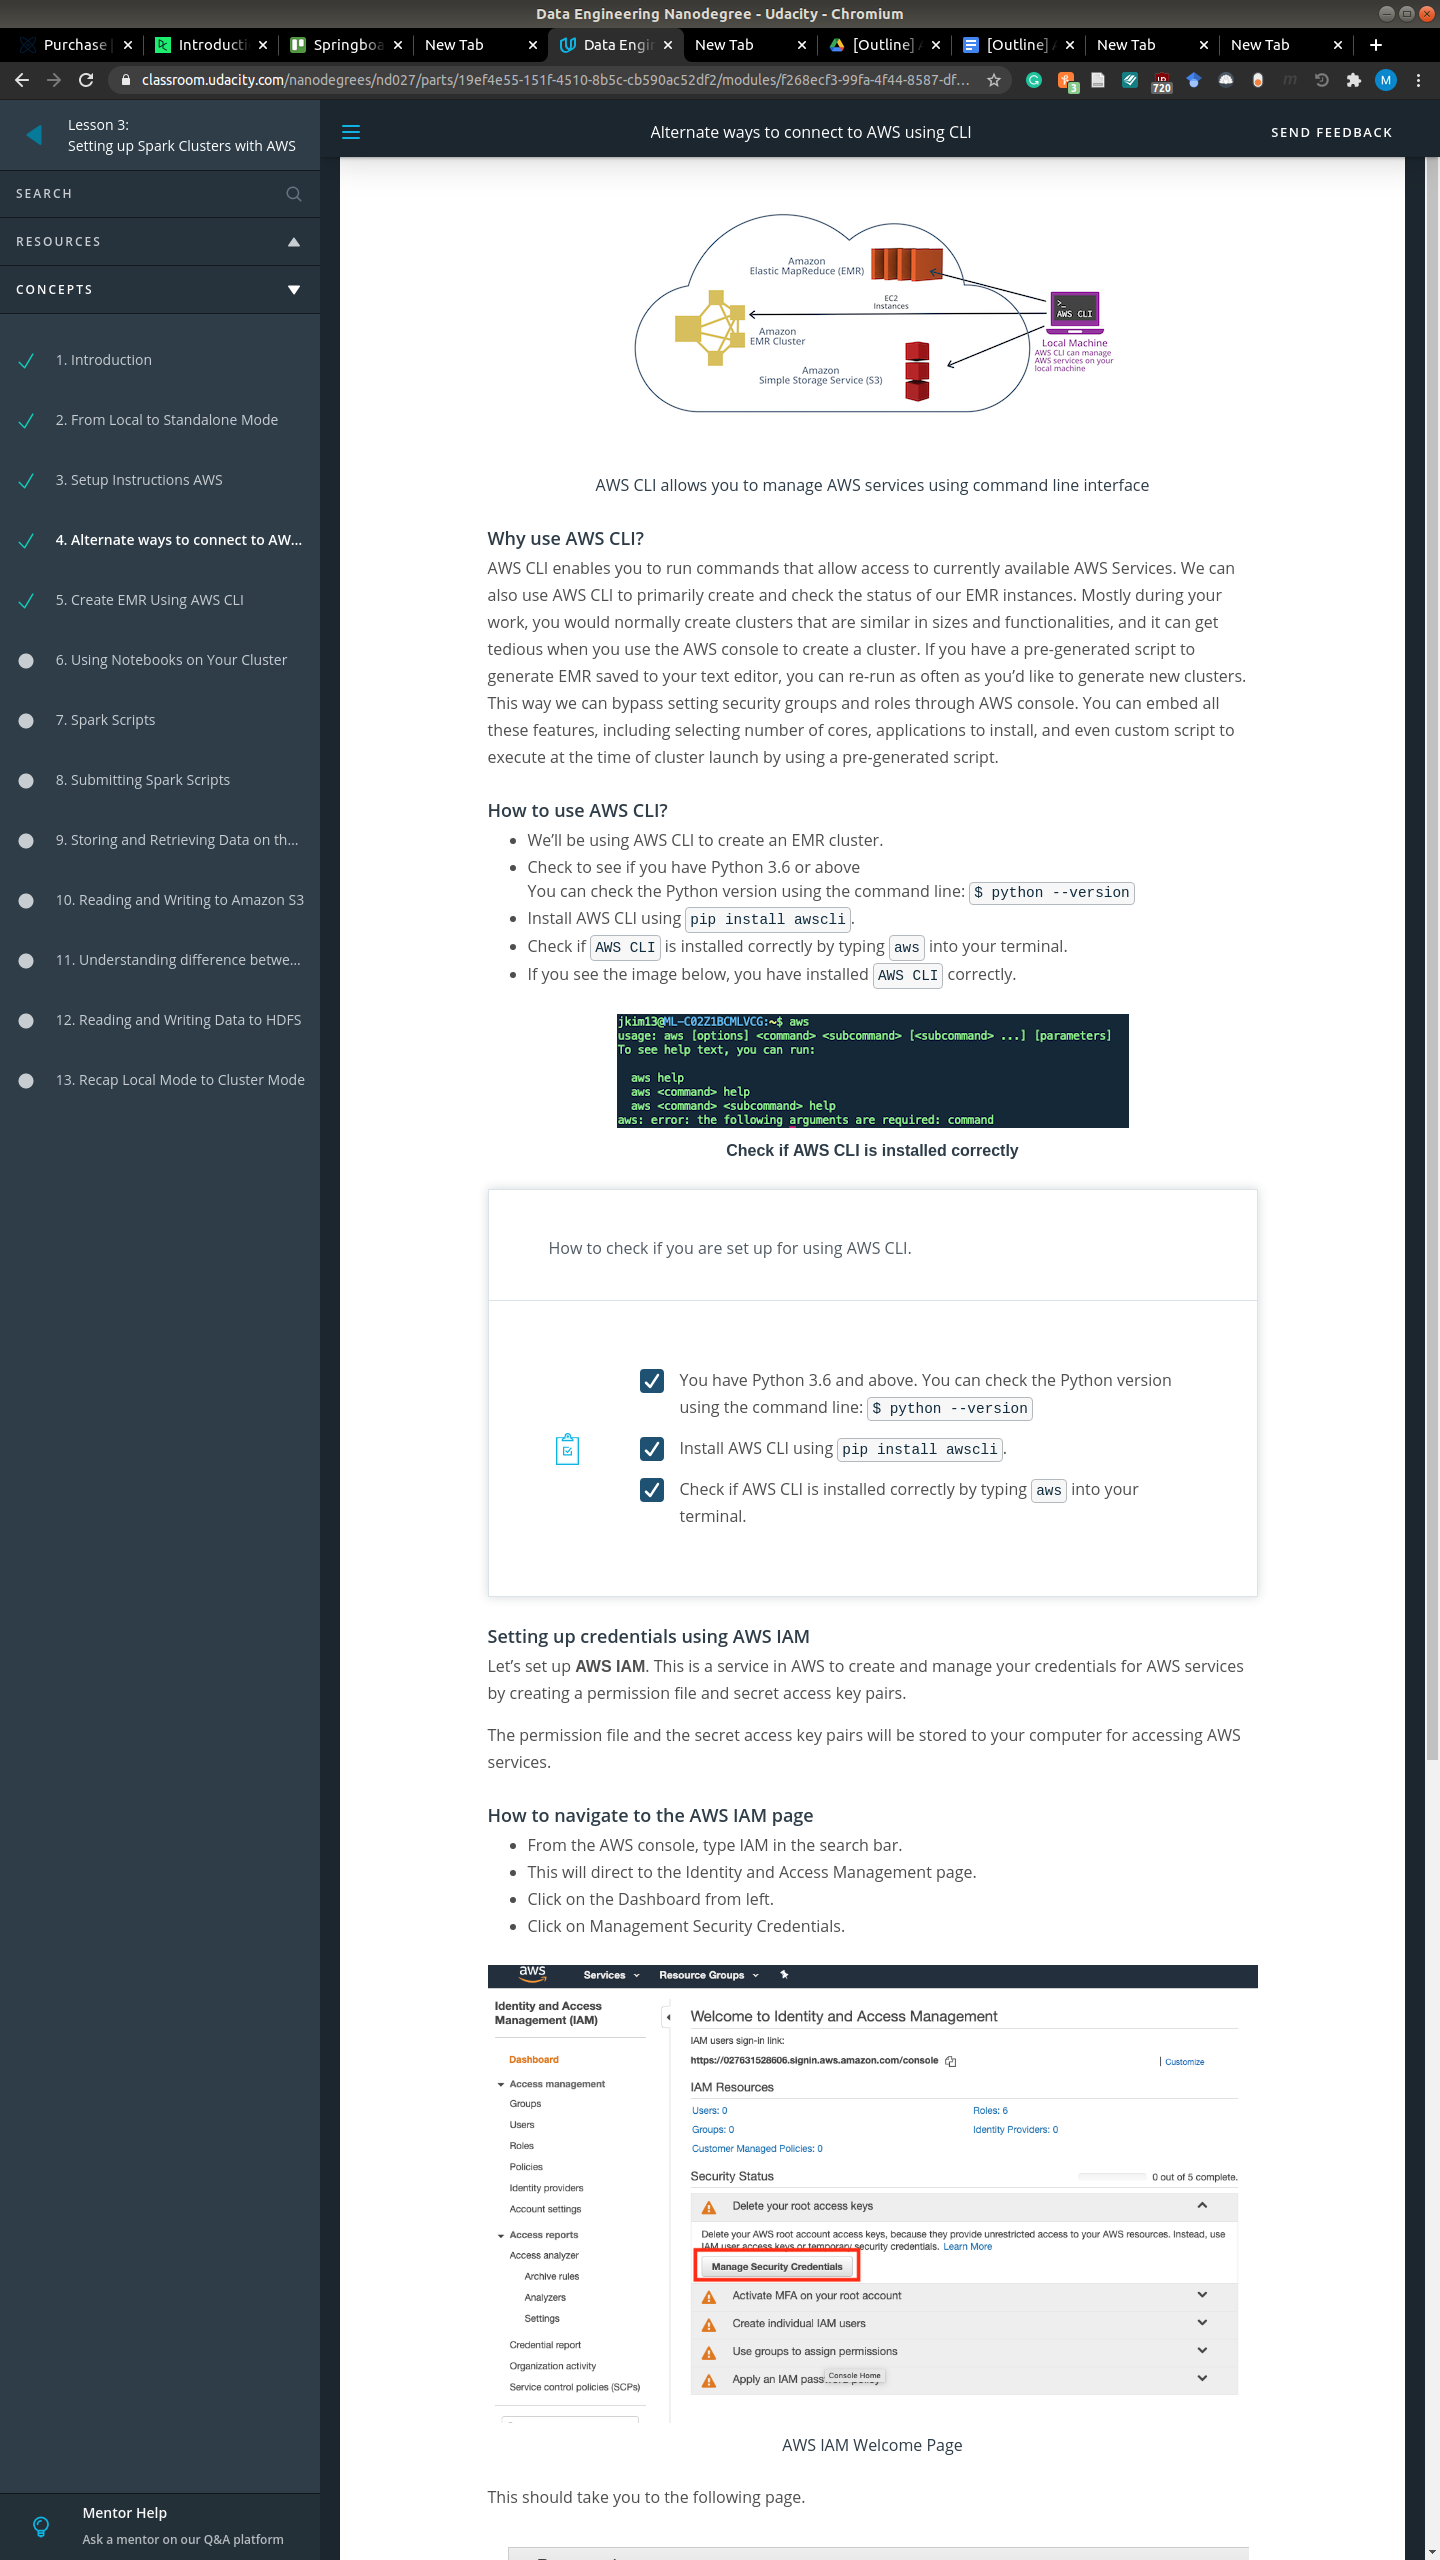 Data Engineering Nanodegree - Udacity - Chromium
Purchase
Introducti
Springboa
New Tab
Data Engin
New Tab
[Outline]
[Outline]
New Tab
New Tab
classroom.udacity.com/nanodegrees/nd027/parts/19ef4e55-151f-4510-8b5c-cb590ac52df2/modules/f268ecf3-99fa-4f44-8587-df...
3
720
M
Lesson 3:
Setting up Spark Clusters with AWS
Alternate ways to connect to AWS using CLI
SEND FEEDBACK
SEARCH
RESOURCES
CONCEPTS
1. Introduction
2. From Local to Standalone Mode
3. Setup Instructions AWS
4. Alternate ways to connect to AW...
5. Create EMR Using AWS CLI
6. Using Notebooks on Your Cluster
7. Spark Scripts
8. Submitting Spark Scripts
9. Storing and Retrieving Data on th...
10. Reading and Writing to Amazon S3
11. Understanding difference betwe...
12. Reading and Writing Data to HDFS
13. Recap Local Mode to Cluster Mode
Mentor Help
Ask a mentor on our Q&A platform
Amazon
Elastic MapReduce (EMR)
EC2
Instances
Amazon
EMR Cluster
Amazon
Simple Storage Service (S3)
>_
AWS CLI
Local Machine
AWS CLI can manage
AWS services on your
local machine
AWS CLI allows you to manage AWS services using command line interface
Why use AWS CLI?
AWS CLI enables you to run commands that allow access to currently available AWS Services. We can
also use AWS CLI to primarily create and check the status of our EMR instances. Mostly during your
work, you would normally create clusters that are similar in sizes and functionalities, and it can get
tedious when you use the AWS console to create a cluster. If you have a pre-generated script to
generate EMR saved to your text editor, you can re-run as often as you’d like to generate new clusters.
This way we can bypass setting security groups and roles through AWS console. You can embed all
these features, including selecting number of cores, applications to install, and even custom script to
execute at the time of cluster launch by using a pre-generated script.
How to use AWS CLI?
We’ll be using AWS CLI to create an EMR cluster.
Check to see if you have Python 3.6 or above
You can check the Python version using the command line: $ python --version
Install AWS CLI using pip install awscli.
Check if AWS CLI is installed correctly by typing aws into your terminal.
If you see the image below, you have installed AWS CLI correctly.
jkim13@ML-C02Z1BCMLVCG:~$ aws
usage: aws [options] <command> <subcommand> [<subcommand> ...] [parameters]
To see help text, you can run:
aws help
aws <command> help
aws <command> <subcommand> help
aws: error: the following arguments are required: command
Check if AWS CLI is installed correctly
How to check if you are set up for using AWS CLI.
You have Python 3.6 and above. You can check the Python version
using the command line: $ python --version
Install AWS CLI using pip install awscli.
Check if AWS CLI is installed correctly by typing aws into your
terminal.
Setting up credentials using AWS IAM
Let’s set up AWS IAM. This is a service in AWS to create and manage your credentials for AWS services
by creating a permission file and secret access key pairs.
The permission file and the secret access key pairs will be stored to your computer for accessing AWS
services.
How to navigate to the AWS IAM page
From the AWS console, type IAM in the search bar.
This will direct to the Identity and Access Management page.
Click on the Dashboard from left.
Click on Management Security Credentials.
aws
Services
Resource Groups
Identity and Access
Management (IAM)
Dashboard
Access management
Groups
Users
Roles
Policies
Identity providers
Account settings
Access reports
Access analyzer
Archive rules
Analyzers
Settings
Credential report
Organization activity
Service control policies (SCPs)
Welcome to Identity and Access Management
IAM users sign-in link:
https://027631528606.signin.aws.amazon.com/console
Customize
IAM Resources
Users: 0
Roles: 6
Groups: 0
Identity Providers: 0
Customer Managed Policies: 0
Security Status
0 out of 5 complete.
Delete your root access keys
Delete your AWS root account access keys, because they provide unrestricted access to your AWS resources. Instead, use
IAM user access keys or temporary security credentials. Learn More
Manage Security Credentials
Activate MFA on your root account
Create individual IAM users
Use groups to assign permissions
Apply an IAM password policy
Console Home
AWS IAM Welcome Page
This should take you to the following page.